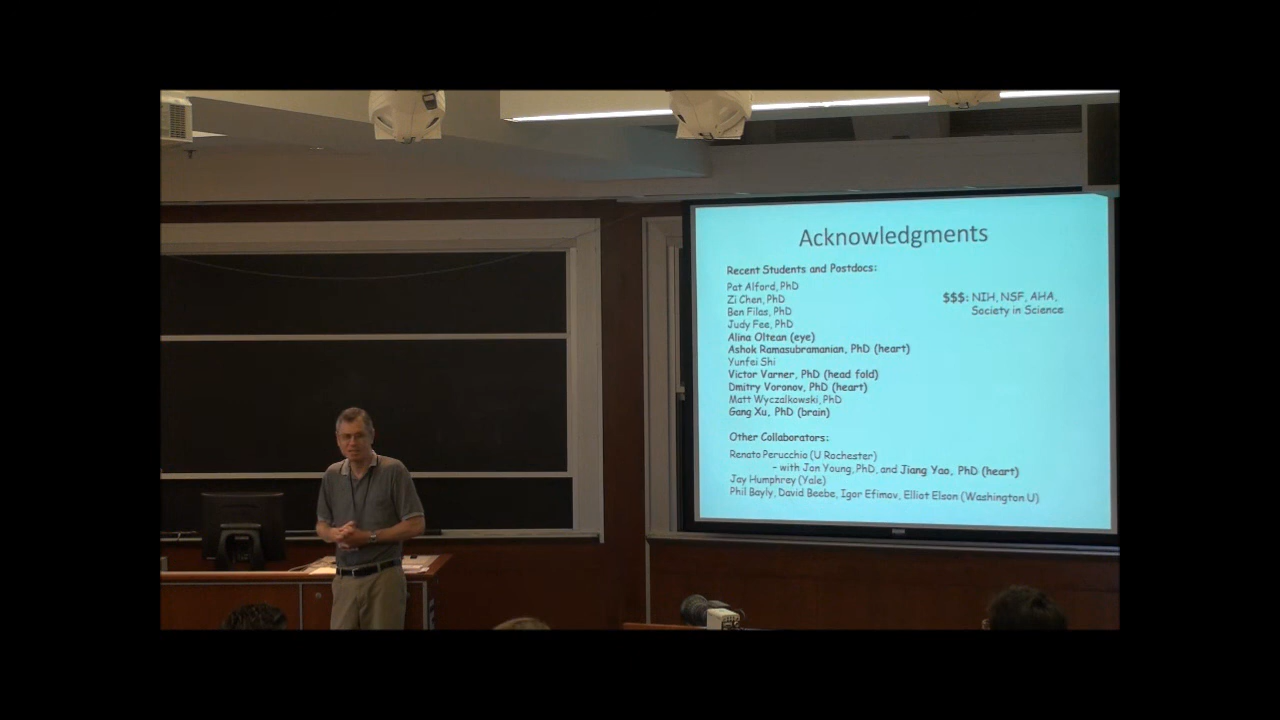 Acknowledgments
Recent Students and Postdocs:
Pat Alford, PhD
Zi Chen, PhD
Ben Filas, PhD
Judy Fee, PhD
Alina Oltean (eye)
Ashok Ramasubramanian, PhD (heart)
Yunfei Shi
Victor Varner, PhD (head fold)
Dmitry Voronov, PhD (heart)
Matt Wyczalkowski, PhD
Gang Xu, PhD (brain)
$$$: NIH, NSF, AHA,
Society in Science
Other Collaborators:
Renato Perucchio (U Rochester)
– with Jon Young, PhD, and Jiang Yao, PhD (heart)
Jay Humphrey (Yale)
Phil Bayly, David Beebe, Igor Efimov, Elliot Elson (Washington U)